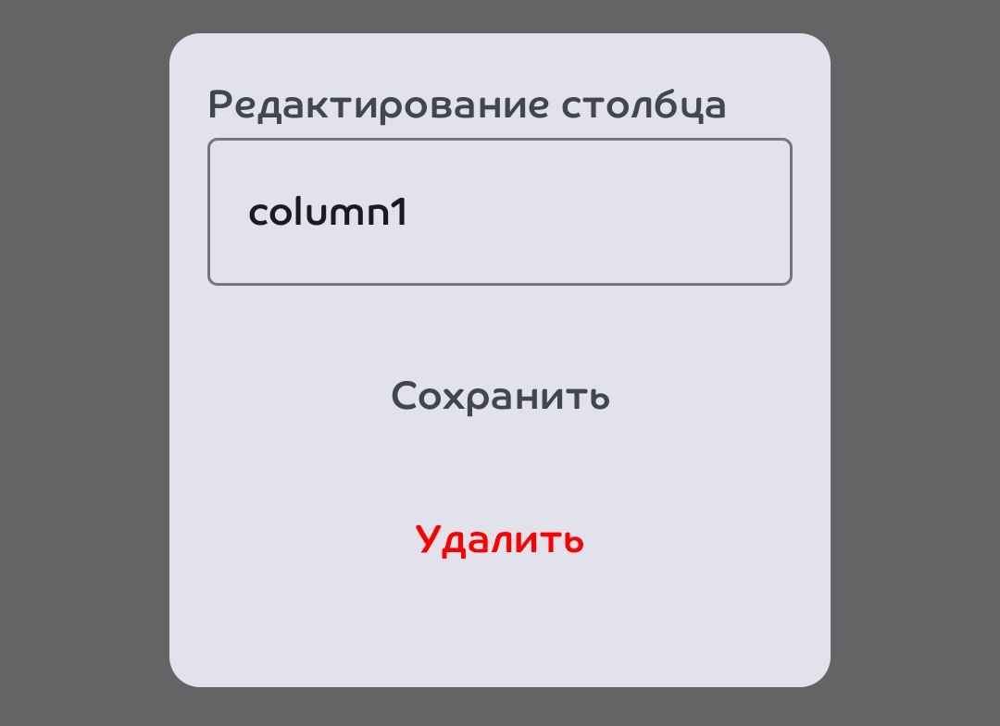 Редактирование столбца
column1
Сохранить
Удалить